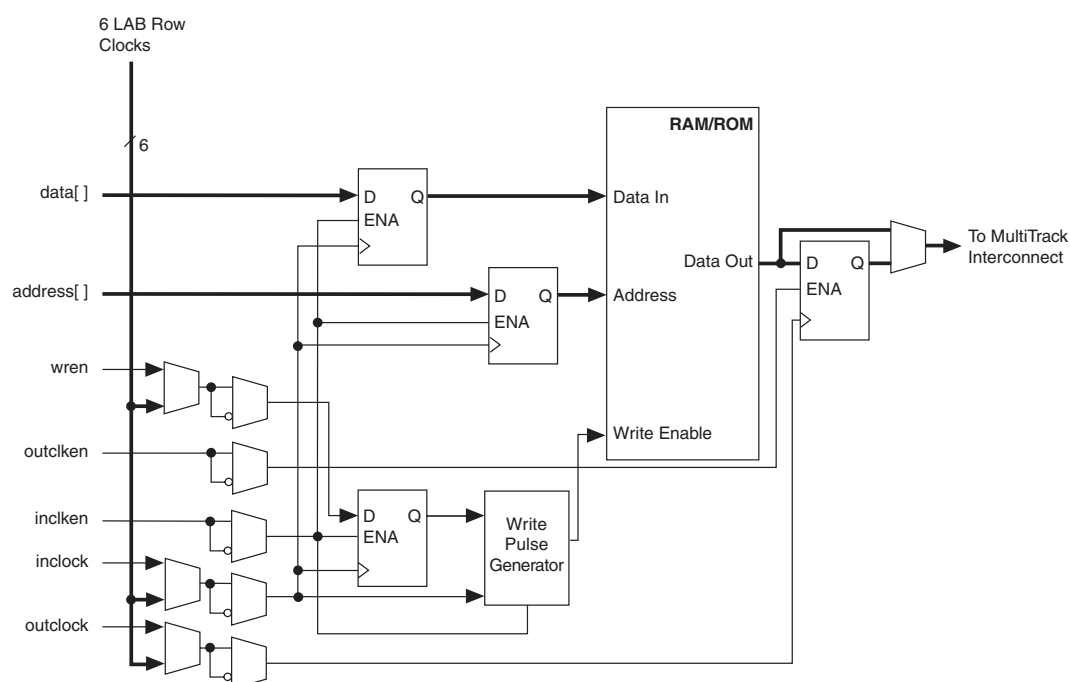 6 LAB Row
Clocks
6
RAM/ROM
data[ ]
D Q
ENA
Data In
Data Out
D Q
ENA
To MultiTrack
Interconnect
address[ ]
D Q
ENA
Address
wren
Write Enable
outclken
inclken
D Q
ENA
Write
Pulse
Generator
inclock
outclock